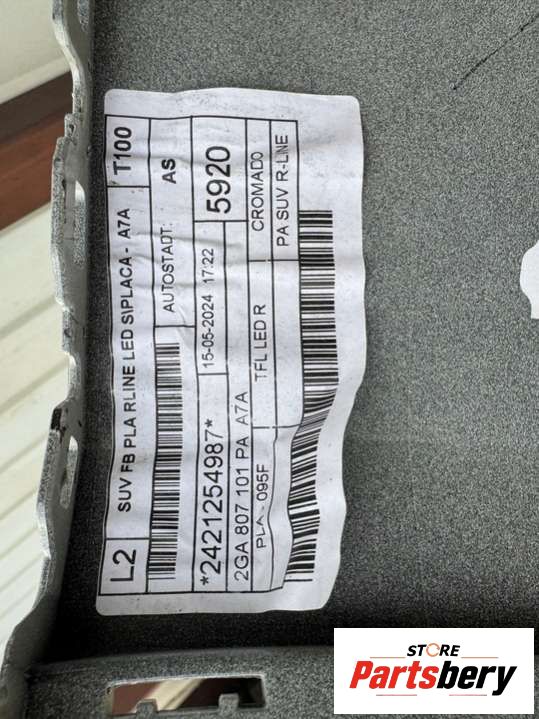 L2
SUV FB PLA RLINE LED SIPLACA - A7A
T100
AUTOSTADT:
AS
*2421254987*
15-05-2024 17:22
5920
2GA 807 101 PA A7A
PLA - 095F
TFL LED R
CROMADO
PA SUV R-LINE
STORE
Partsbery